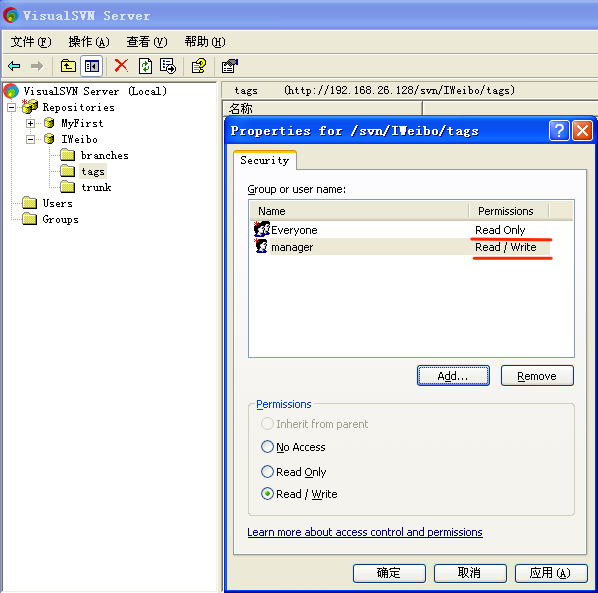 VisualSVN Server
文件(F) 操作(A) 查看(V) 帮助(H)
VisualSVN Server (Local)
Repositories
MyFirst
IWeibo
branches
tags
trunk
Users
Groups
tags (http://192.168.26.128/svn/IWeibo/tags)
名称
Properties for /svn/IWeibo/tags
Security
Group or user name:
Name Permissions
Everyone Read Only
manager Read / Write
Add... Remove
Permissions
Inherit from parent
No Access
Read Only
Read / Write
Learn more about access control and permissions
确定 取消 应用(A)